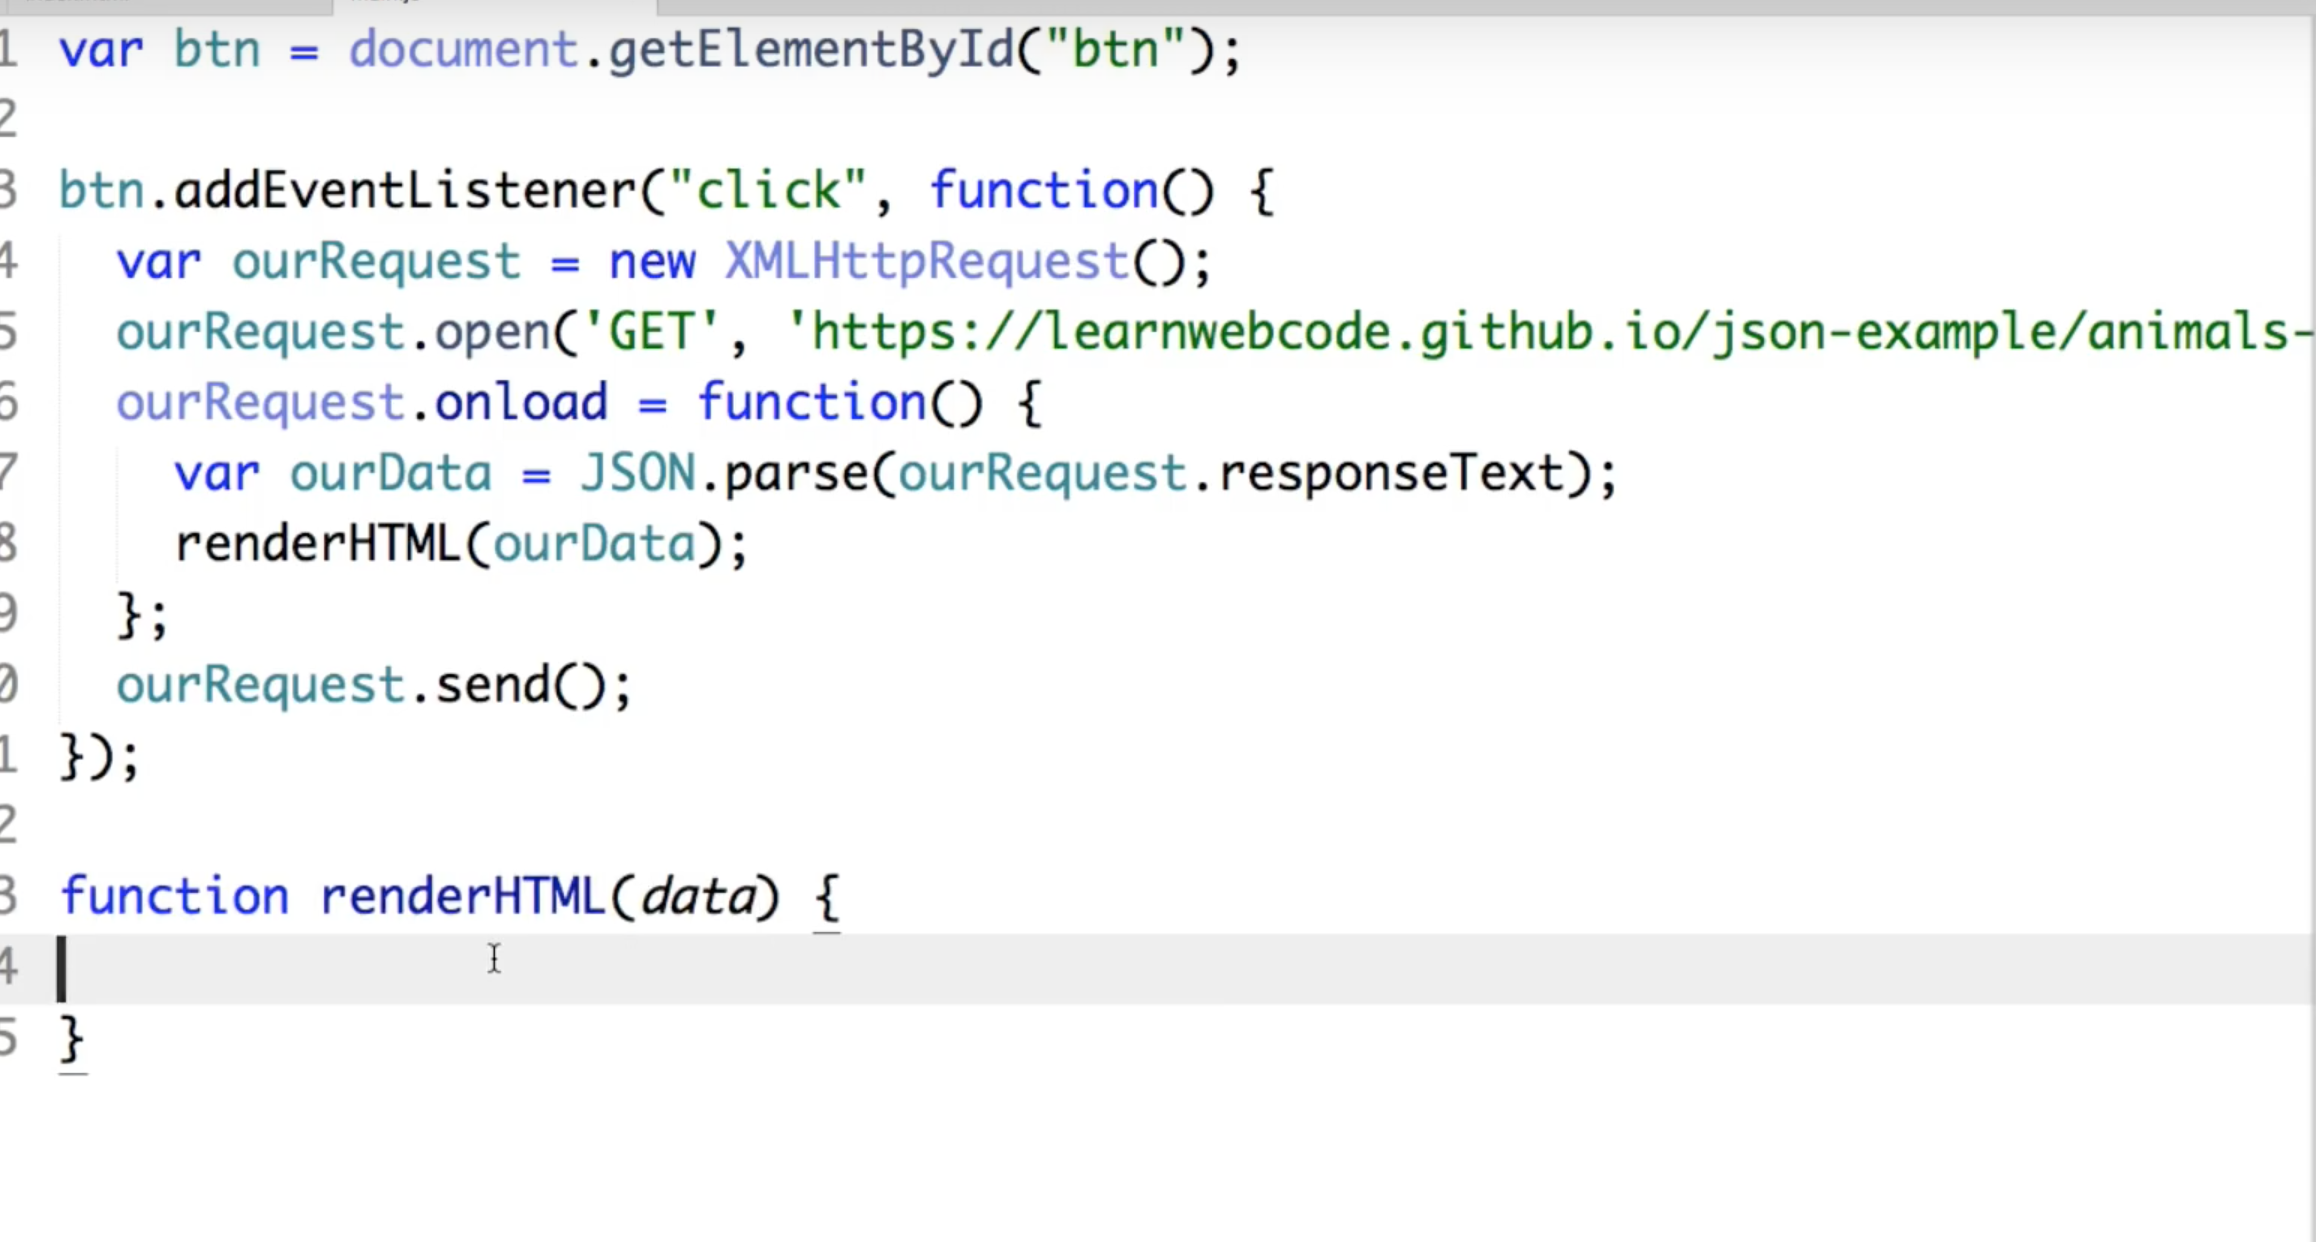 1 var btn = document.getElementById("btn");
2
3 btn.addEventListener("click", function() {
4 var ourRequest = new XMLHttpRequest();
5 ourRequest.open('GET', 'https://learnwebcode.github.io/json-example/animals-
6 ourRequest.onload = function() {
7 var ourData = JSON.parse(ourRequest.responseText);
8 renderHTML(ourData);
9 };
0 ourRequest.send();
1 });
2
3 function renderHTML(data) {
4
5 }